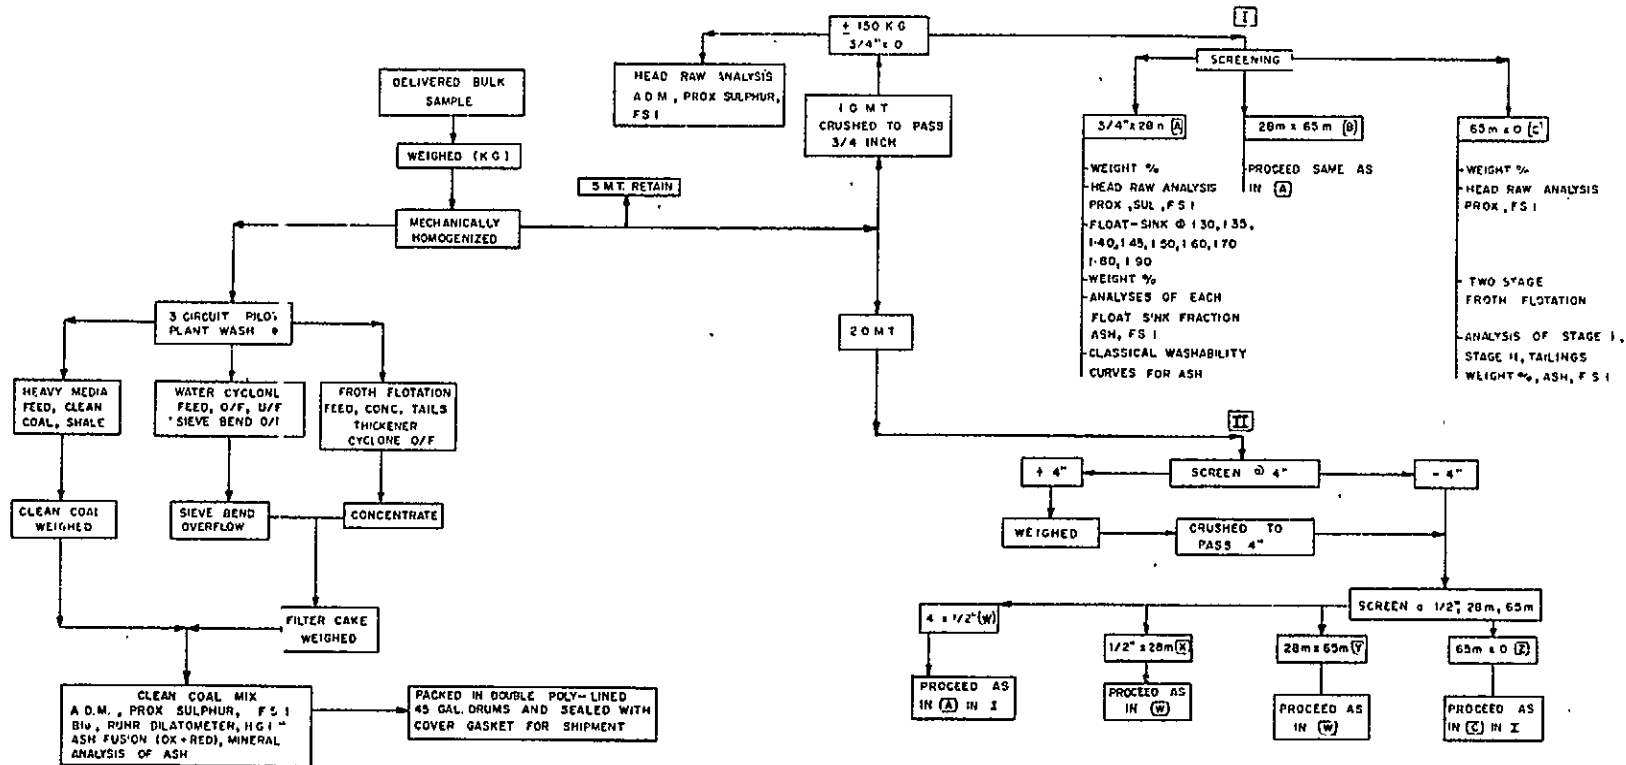 ± 150 KG
3/4" x 0
I
DELIVERED BULK
SAMPLE
HEAD RAW ANALYSIS
A D M , PROX SULPHUR,
F S I
SCREENING
1 0 M T
CRUSHED TO PASS
3/4 INCH
3/4" x 28 m (A)
28m x 65 m (B)
65m x 0 (C)
WEIGHED (KG)
5 M T. RETAIN
MECHANICALLY
HOMOGENIZED
WEIGHT %
HEAD RAW ANALYSIS
PROX , SUL , F S I
FLOAT-SINK @ 1 30, 1 35,
1·40, 1 45, 1 50, 1 60, 1 70
1·80, 1 90
WEIGHT %
ANALYSES OF EACH
FLOAT SINK FRACTION
ASH, F S I
CLASSICAL WASHABILITY
CURVES FOR ASH
PROCEED SAME AS
IN (A)
WEIGHT %
HEAD RAW ANALYSIS
PROX , F S I
TWO STAGE
FROTH FLOTATION
ANALYSIS OF STAGE I,
STAGE II, TAILINGS
WEIGHT %, ASH, F S I
3 CIRCUIT PILOT
PLANT WASH
2 0 M T
HEAVY MEDIA
FEED, CLEAN
COAL, SHALE
WATER CYCLONE
FEED, O/F, U/F
SIEVE BEND O/F
FROTH FLOTATION
FEED, CONC, TAILS
THICKENER
CYCLONE O/F
II
+ 4"
SCREEN @ 4"
- 4"
CLEAN COAL
WEIGHED
SIEVE BEND
OVERFLOW
CONCENTRATE
WEIGHED
CRUSHED TO
PASS 4"
FILTER CAKE
WEIGHED
SCREEN @ 1/2", 28m, 65m
4 x 1/2" (W)
1/2" x 28m (X)
28m x 65m (Y)
65m x 0 (Z)
PROCEED AS
IN (A) IN I
PROCEED AS
IN (W)
PROCEED AS
IN (W)
PROCEED AS
IN (C) IN I
CLEAN COAL MIX
A D M. , PROX SULPHUR, F S I
RUHR DILATOMETER, H G I
ASH FUSION (OX + RED), MINERAL
ANALYSIS OF ASH
PACKED IN DOUBLE POLY-LINED
45 GAL. DRUMS AND SEALED WITH
COVER GASKET FOR SHIPMENT